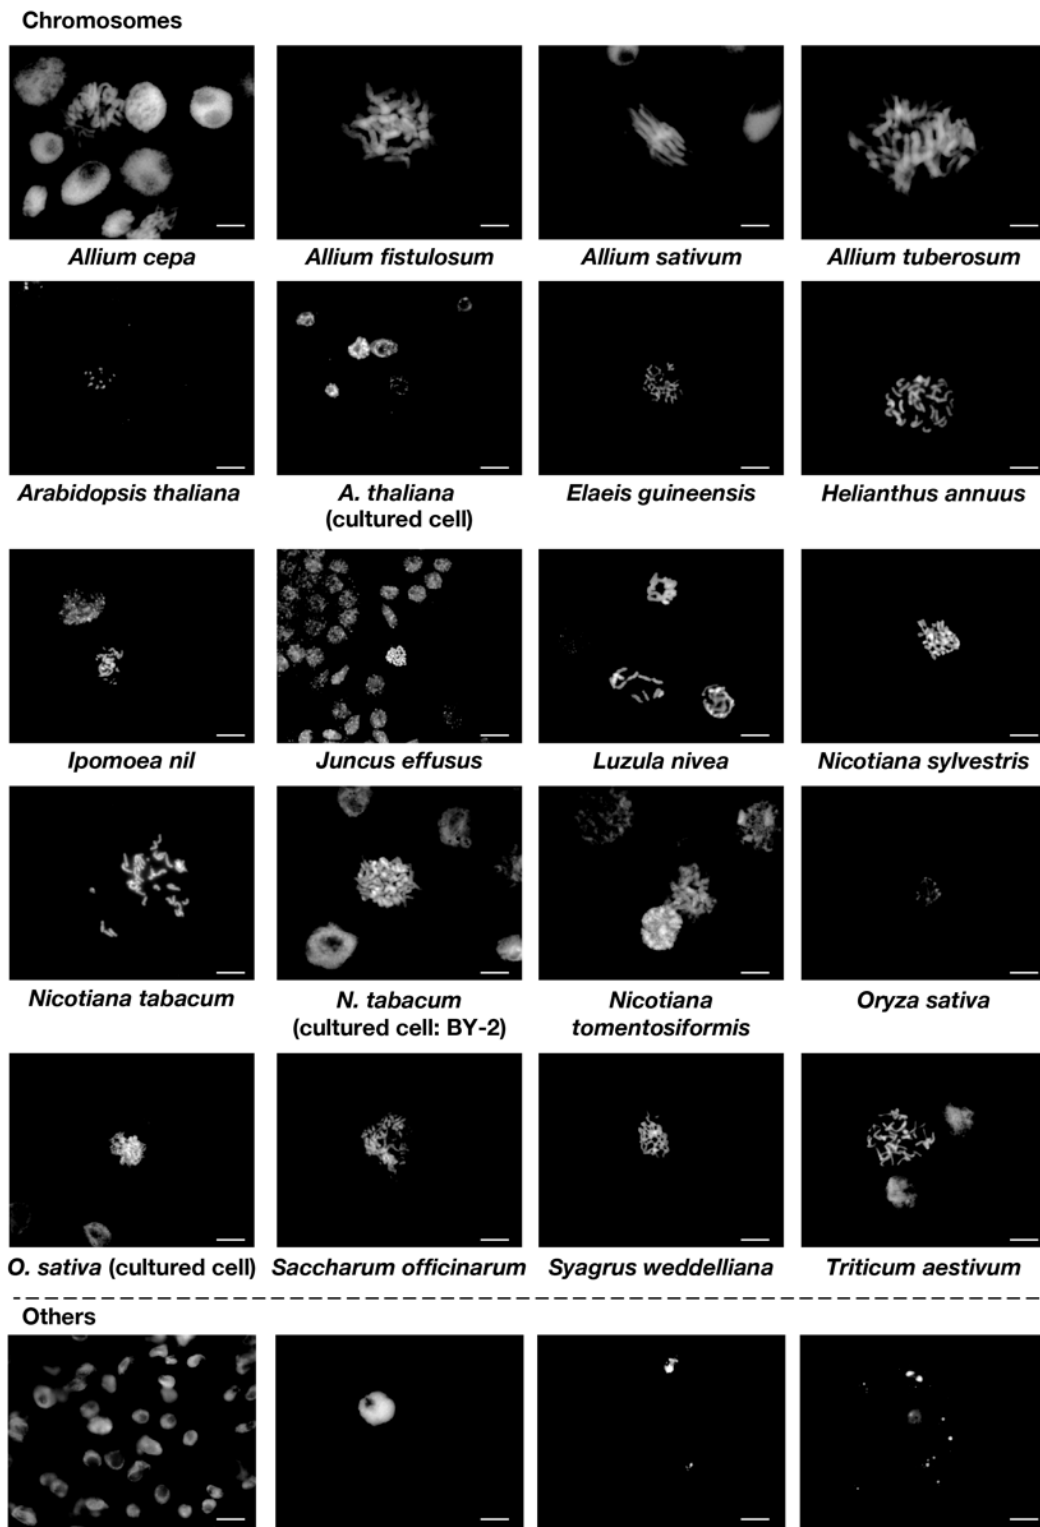 Chromosomes
Allium cepa
Allium fistulosum
Allium sativum
Allium tuberosum
Arabidopsis thaliana
A. thaliana
(cultured cell)
Elaeis guineensis
Helianthus annuus
Ipomoea nil
Juncus effusus
Luzula nivea
Nicotiana sylvestris
Nicotiana tabacum
N. tabacum
(cultured cell: BY-2)
Nicotiana
tomentosiformis
Oryza sativa
O. sativa (cultured cell)
Saccharum officinarum
Syagrus weddelliana
Triticum aestivum
Others